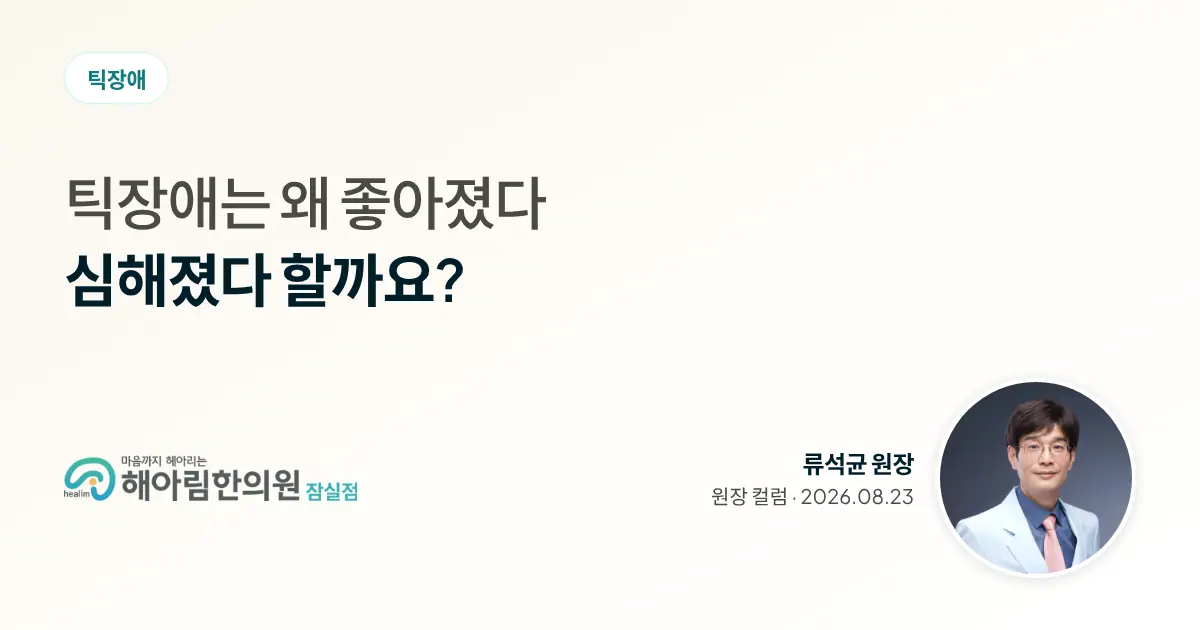 틱장애
틱장애는 왜 좋아졌다
심해졌다 할까요?
마음까지 헤아리는
healim 해아림한의원 잠실점
류석균 원장
원장 컬럼 · 2026.08.23